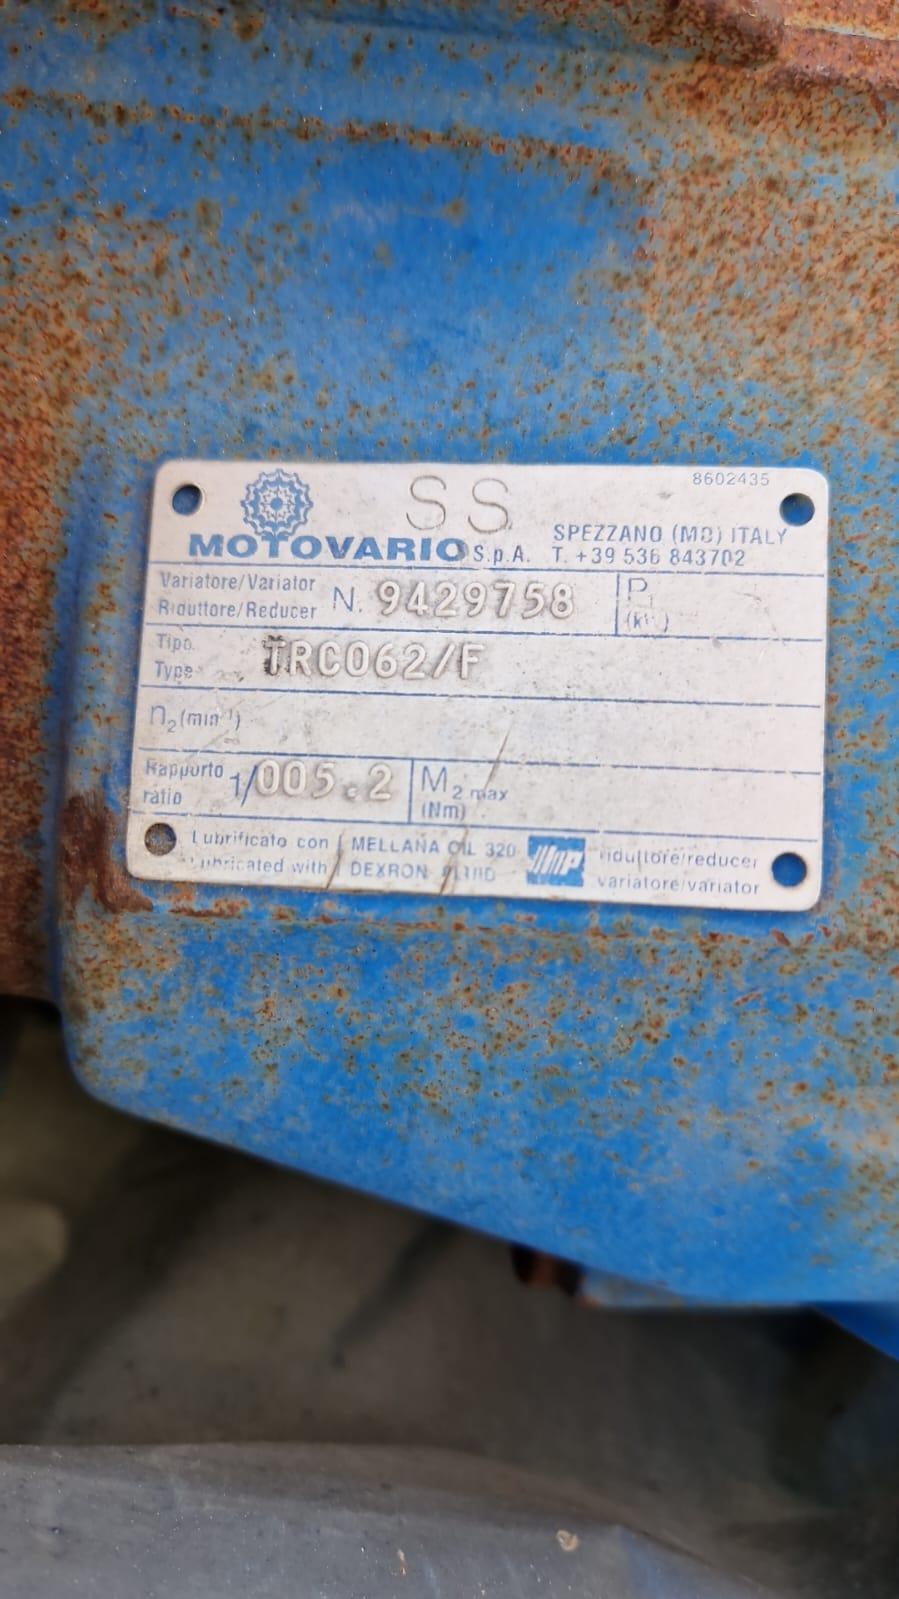 8602435
SS
MOTOVARIO S.p.A.
SPEZZANO (MO) ITALY
T. +39 536 843702
Variatore/Variator
Riduttore/Reducer
N. 9429758
P1
(kW)
Tipo
Type
TRC062/F
n2 (min-1)
Rapporto
ratio
1/005.2
M2 max
(Nm)
Lubrificato con
Lubricated with
MELLANA OIL 320
DEXRON FLUID
riduttore/reducer
variatore/variator